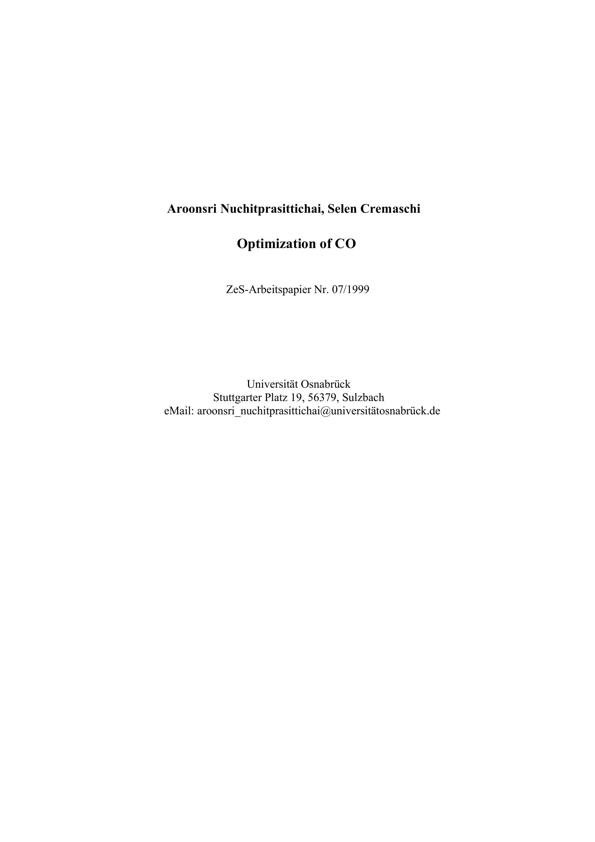 Aroonsri Nuchitprasittichai, Selen Cremaschi
Optimization of CO
ZeS-Arbeitspapier Nr. 07/1999
Universität Osnabrück
Stuttgarter Platz 19, 56379, Sulzbach
eMail: aroonsri_nuchitprasittichai@universitätosnabrück.de